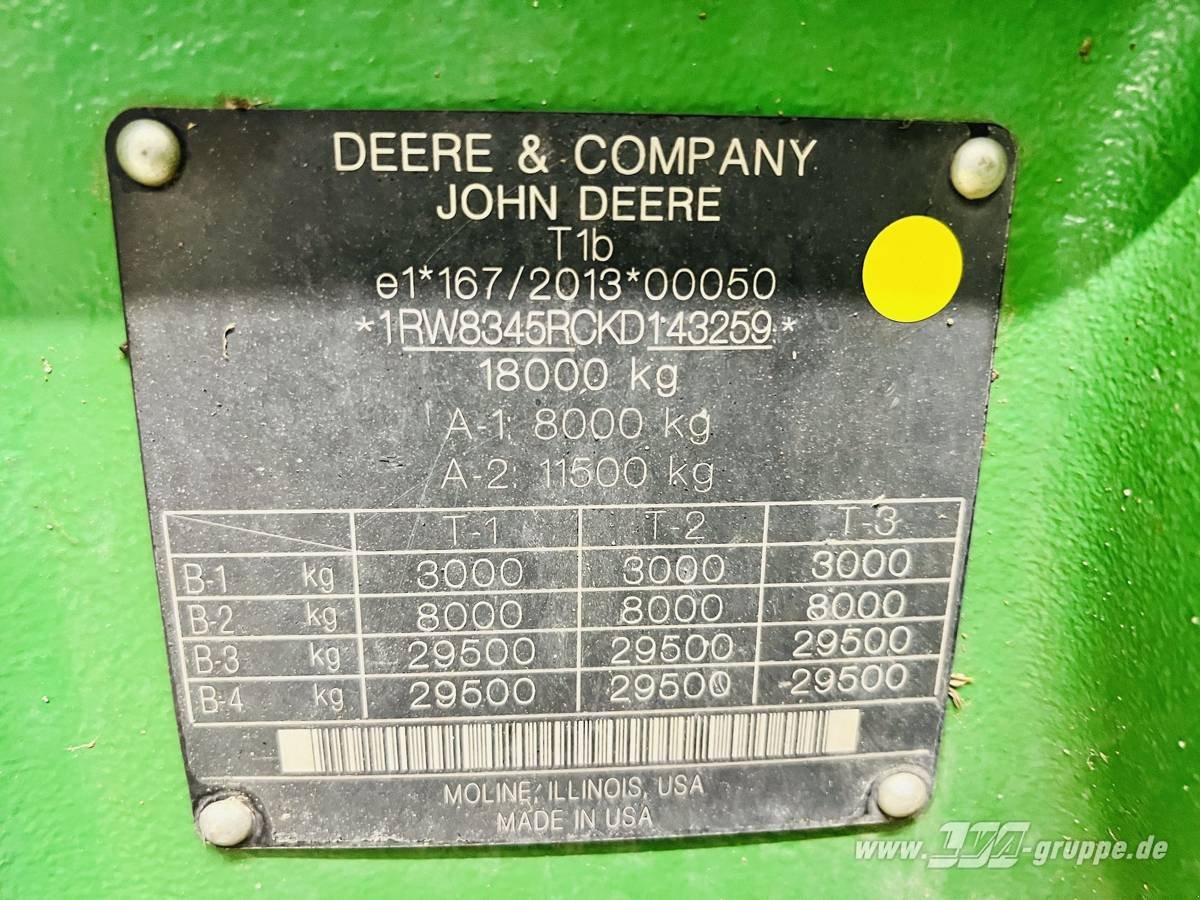 DEERE & COMPANY
JOHN DEERE
T1b
e1*167/2013*00050
*1RW8345RCKD143259*
18000 kg
A-1: 8000 kg
A-2: 11500 kg
T-1 T-2 T-3
B-1 kg 3000 3000 3000
B-2 kg 8000 8000 8000
B-3 kg 29500 29500 29500
B-4 kg 29500 29500 29500
MOLINE, ILLINOIS, USA
MADE IN USA
www.LVA-gruppe.de